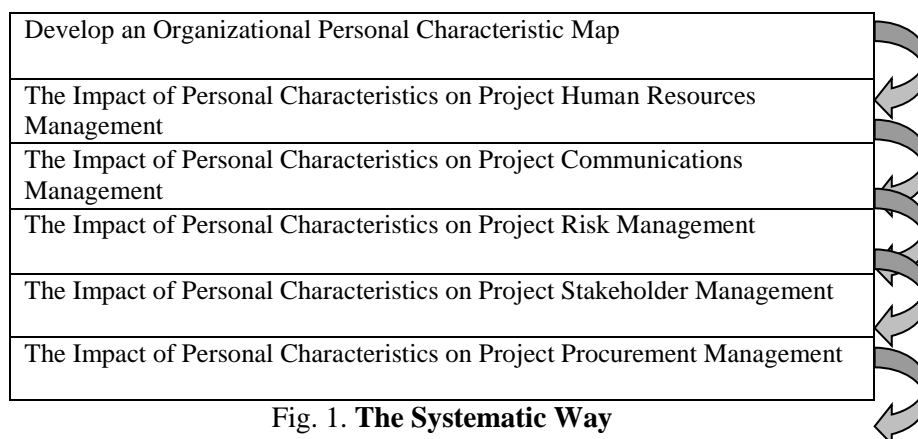 Develop an Organizational Personal Characteristic Map
The Impact of Personal Characteristics on Project Human Resources
Management
The Impact of Personal Characteristics on Project Communications
Management
The Impact of Personal Characteristics on Project Risk Management
The Impact of Personal Characteristics on Project Stakeholder Management
The Impact of Personal Characteristics on Project Procurement Management
Fig. 1. The Systematic Way